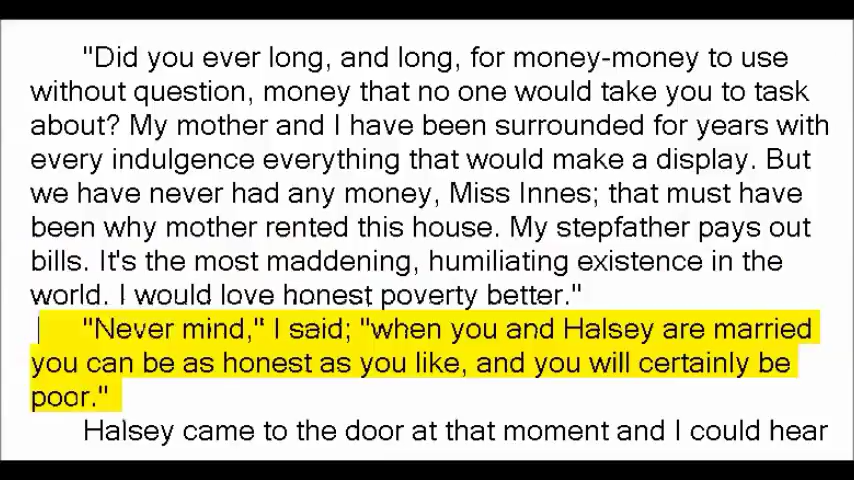 "Did you ever long, and long, for money-money to use
without question, money that no one would take you to task
about? My mother and I have been surrounded for years with
every indulgence everything that would make a display. But
we have never had any money, Miss Innes; that must have
been why mother rented this house. My stepfather pays out
bills. It's the most maddening, humiliating existence in the
world. I would love honest poverty better."
"Never mind," I said; "when you and Halsey are married
you can be as honest as you like, and you will certainly be
poor."
Halsey came to the door at that moment and I could hear